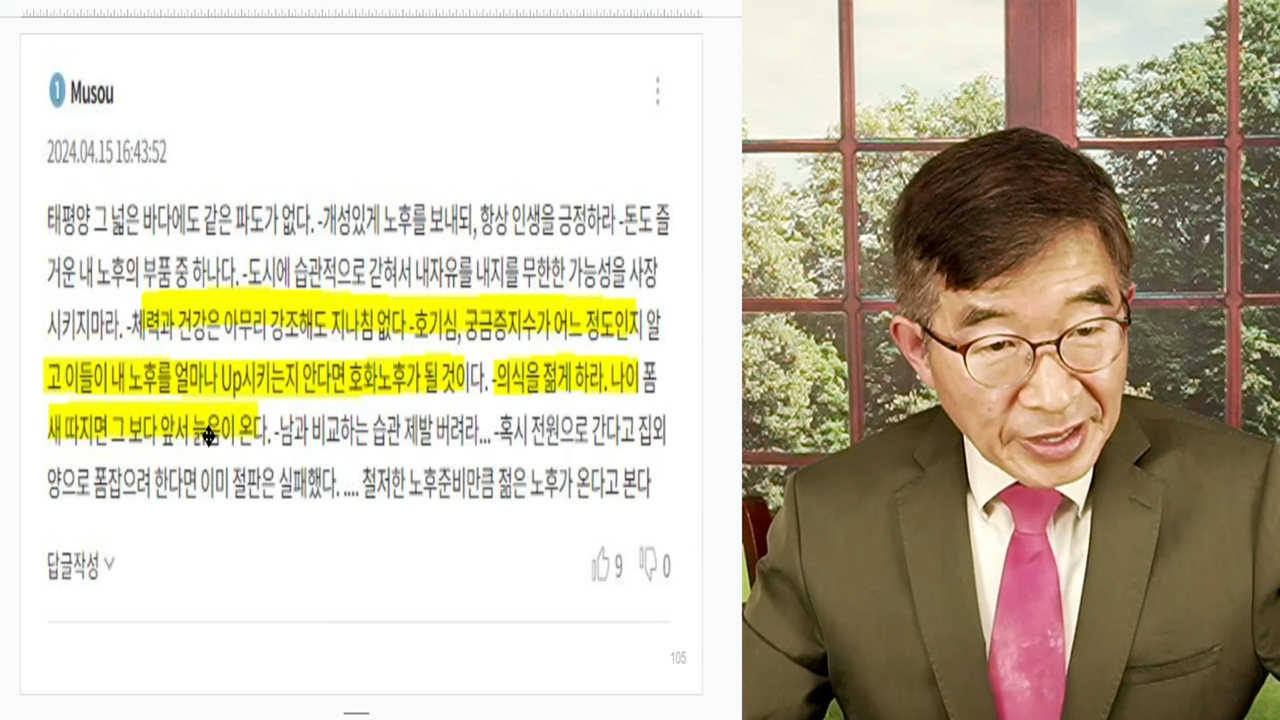 1 Musou
2024.04.15 16:43:52
태평양 그 넓은 바다에도 같은 파도가 없다. -개성있게 노후를 보내되, 항상 인생을 긍정하라 -돈도 즐
거운 내 노후의 부품 중 하나다. -도시에 습관적으로 갇혀서 내자유를 내지를 무한한 가능성을 사장
시키지마라. -체력과 건강은 아무리 강조해도 지나침 없다 -호기심, 궁금증지수가 어느 정도인지 알
고 이들이 내 노후를 얼마나 Up시키는지 안다면 호화노후가 될 것이다. -의식을 젊게 하라. 나이 폼
새 따지면 그 보다 앞서 늙음이 온다. -남과 비교하는 습관 제발 버려라... -혹시 전원으로 간다고 집외
양으로 폼잡으려 한다면 이미 절판은 실패했다. .... 철저한 노후준비만큼 젊은 노후가 온다고 본다
답글작성
9 0
105